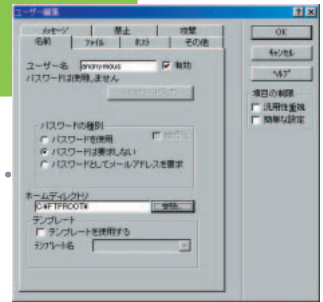 ユーザー編集
メッセージ 禁止 攻撃
名前 ファイル ホスト その他
ユーザー名 anonymous 有効
パスワードは使用しません
パスワードの種別
パスワードを使用
パスワードは要求しない
パスワードとしてメールアドレスを要求
ホームディレクトリ
C:¥FTPROOT¥ 参照...
テンプレート
テンプレートを使用する
テンプレート名
OK
キャンセル
ヘルプ
項目の制限
汎用性重視
簡単な設定